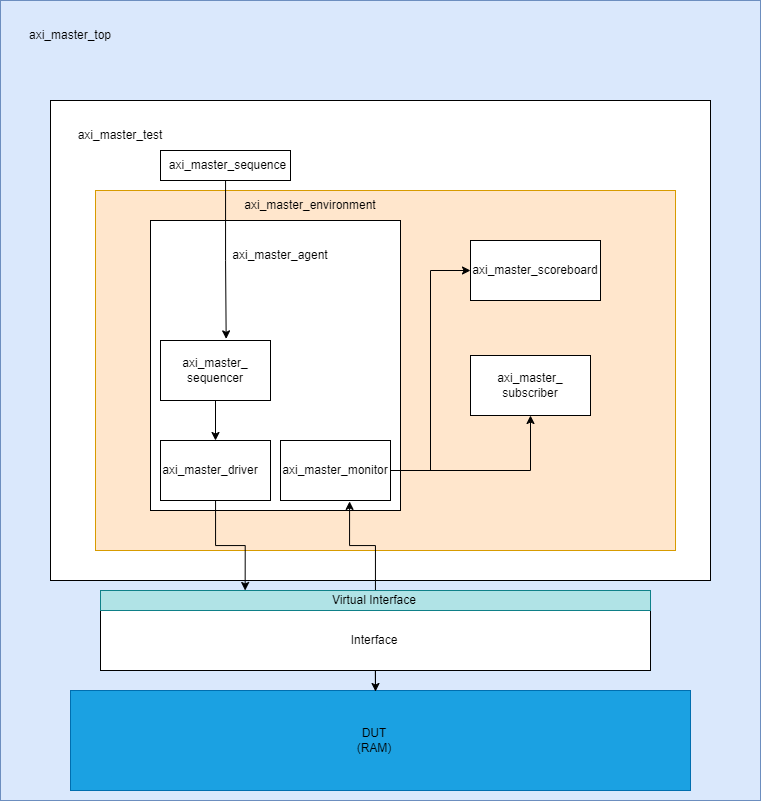 axi_master_top
axi_master_test
axi_master_sequence
axi_master_environment
axi_master_agent
axi_master_scoreboard
axi_master_
sequencer
axi_master_
subscriber
axi_master_driver
axi_master_monitor
Virtual Interface
Interface
DUT
(RAM)